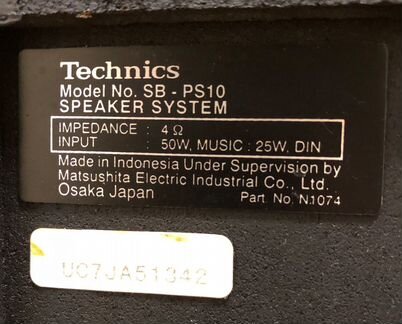 Technics
Model No. SB - PS10
SPEAKER SYSTEM
IMPEDANCE : 4 Ω
INPUT : 50W, MUSIC : 25W, DIN
Made in Indonesia Under Supervision by
Matsushita Electric Industrial Co., Ltd.
Osaka Japan Part No. N.1074
UC7JA51342